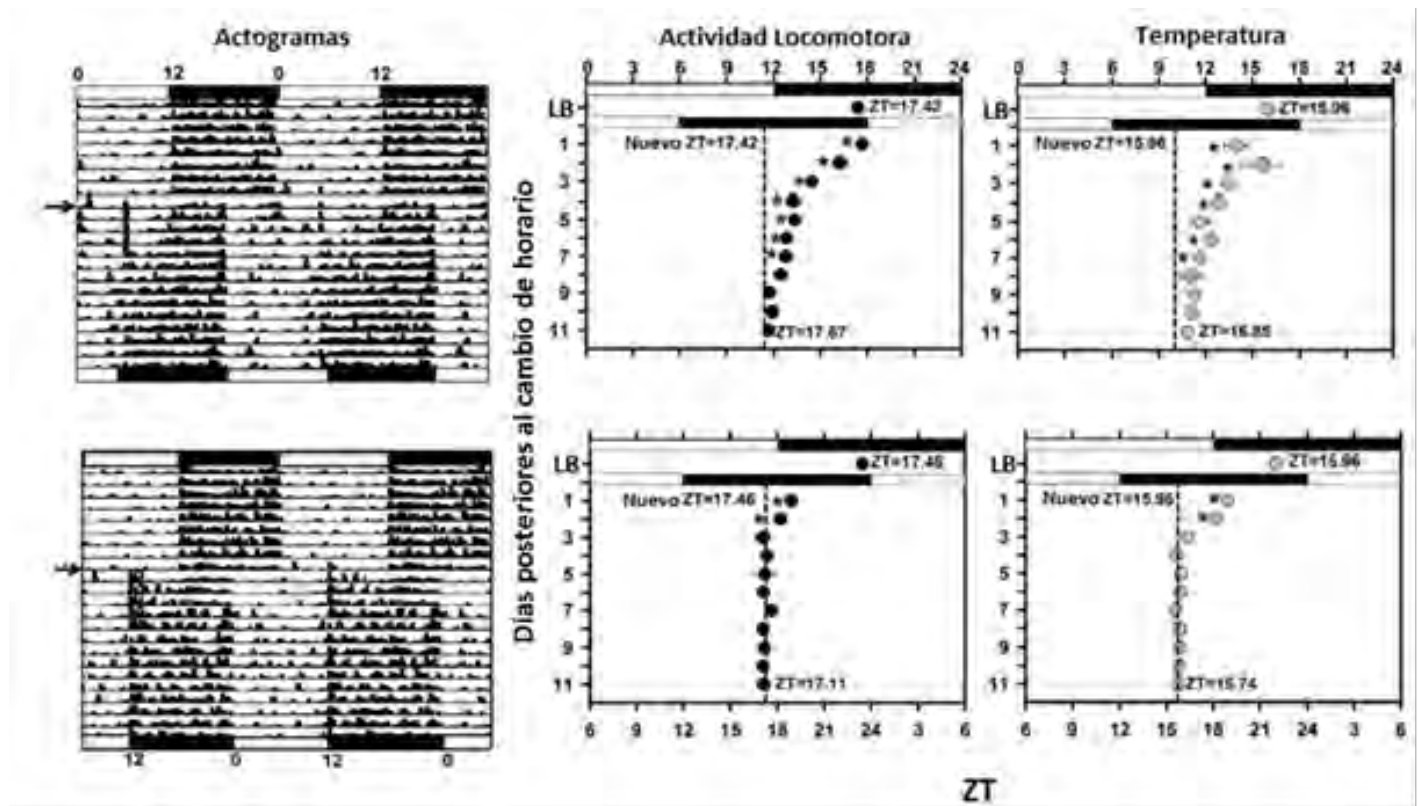 Actogramas
0 12 0 12
Actividad Locomotora
0 3 6 9 12 15 18 21 24
Temperatura
0 3 6 9 12 15 18 21 24
LB
ZT=17.42
Nuevo ZT=17.42
1
3
5
7
9
11
ZT=17.67
LB
ZT=15.96
Nuevo ZT=15.96
1
3
5
7
9
11
Días posteriores al cambio de horario
LB
ZT=17.46
Nuevo ZT=17.46
1
3
5
7
9
11
ZT=17.11
LB
ZT=15.96
1
3
5
7
9
11
ZT=15.74
12 0 12 0
6 9 12 15 18 21 24 3 6
6 9 12 15 18 21 24 3 6
ZT